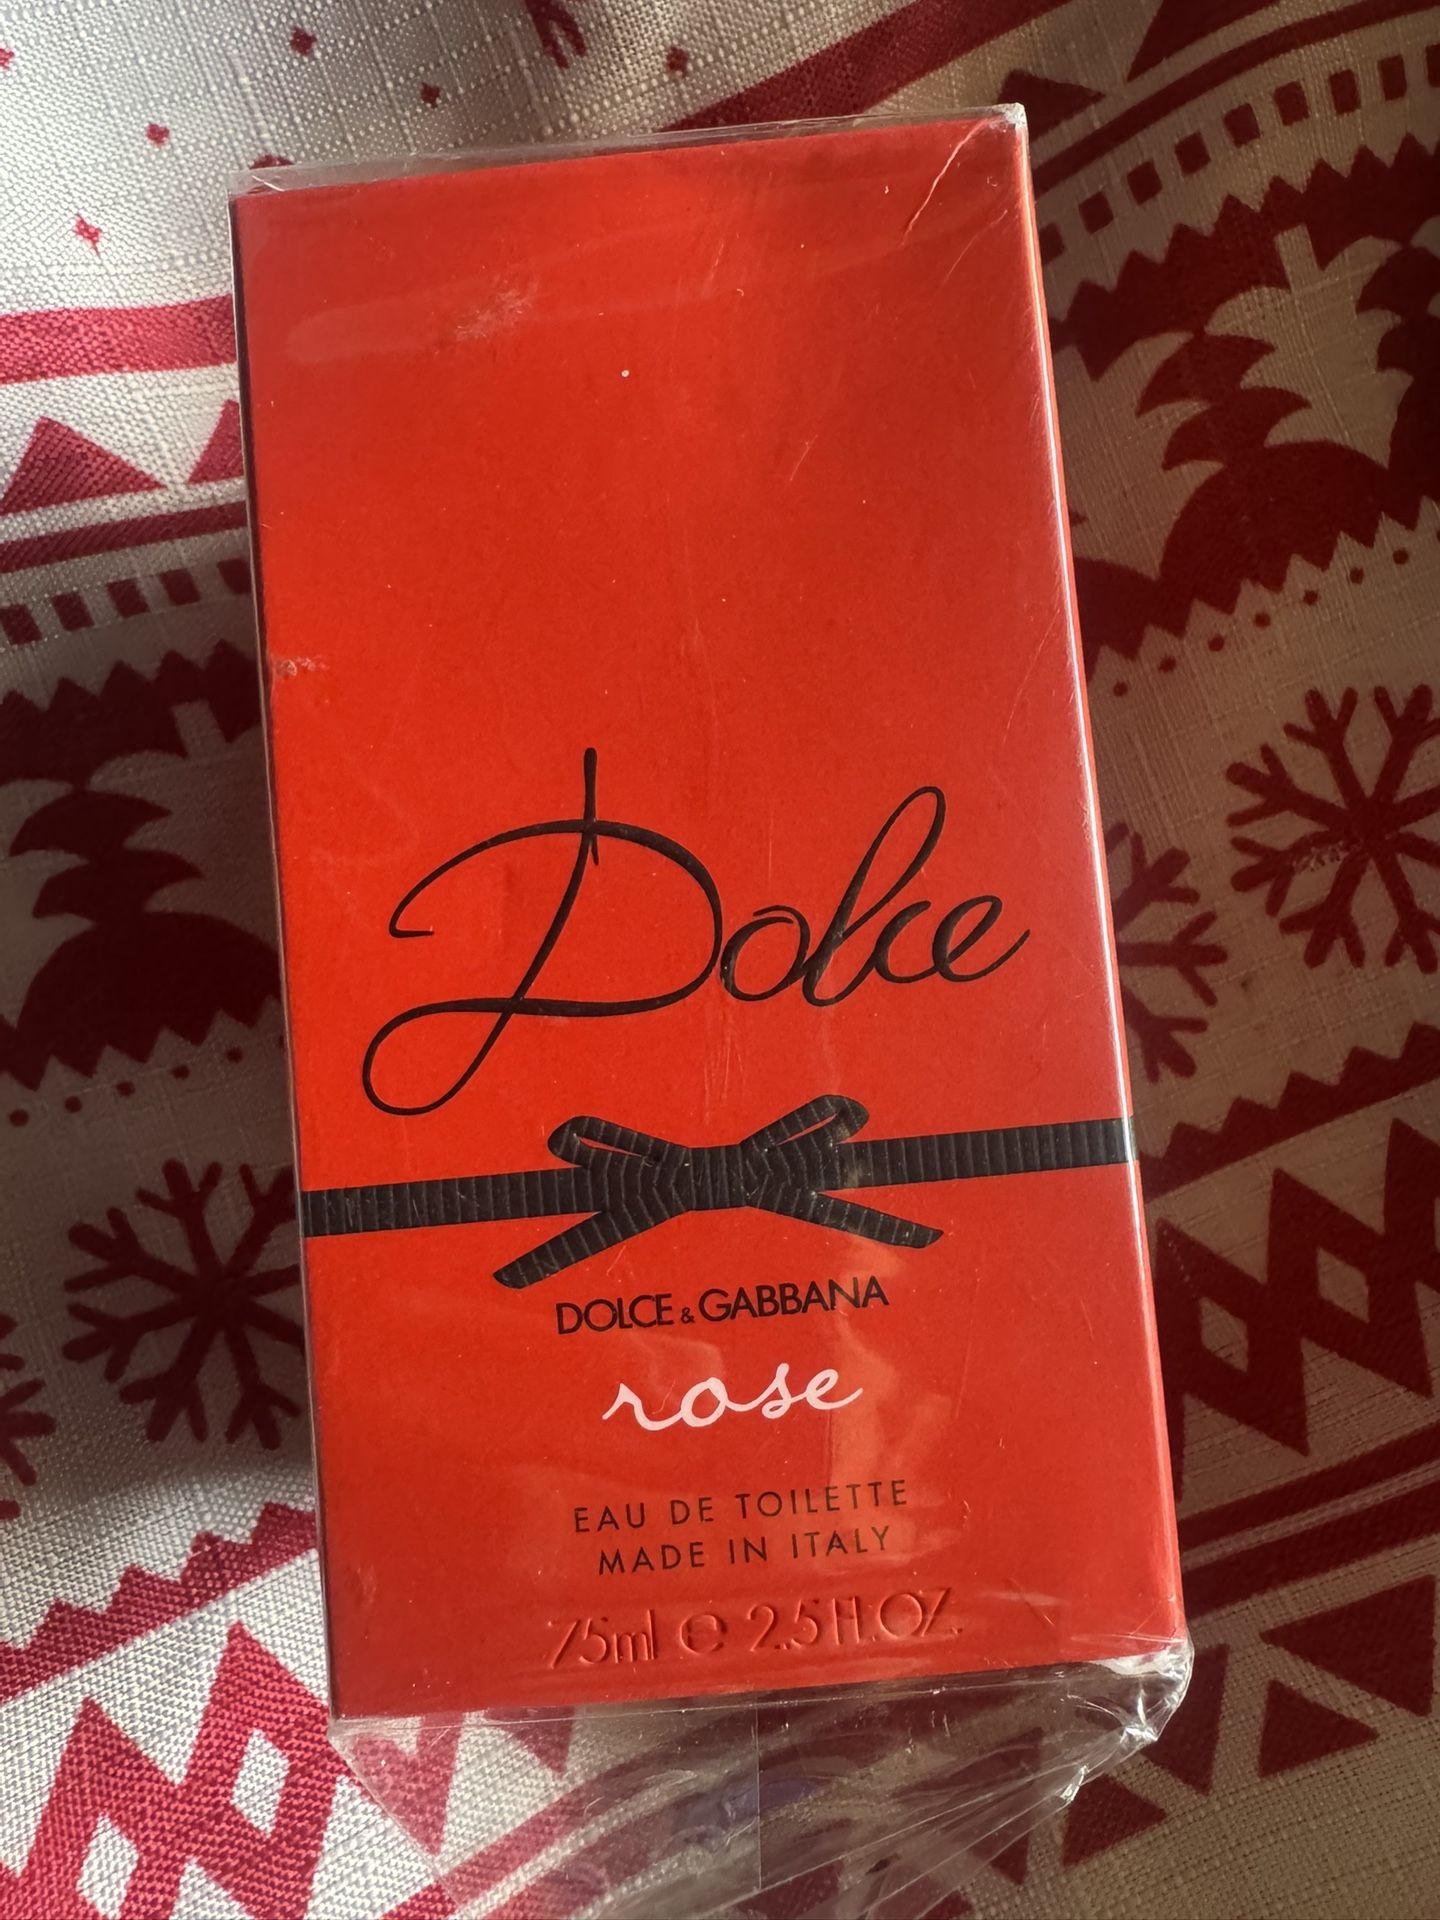 Dolce
DOLCE & GABBANA
rose
EAU DE TOILETTE
MADE IN ITALY
75ml e 2.5 FL.OZ.